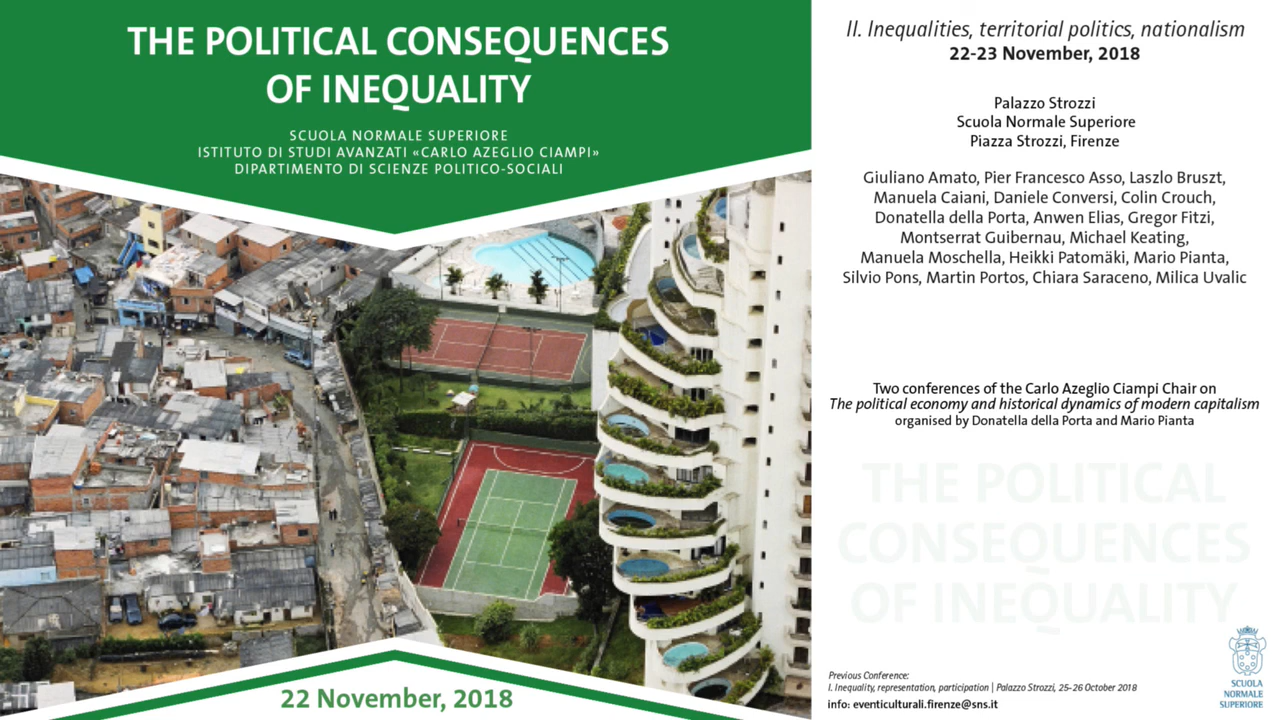 THE POLITICAL CONSEQUENCES
OF INEQUALITY
SCUOLA NORMALE SUPERIORE
ISTITUTO DI STUDI AVANZATI «CARLO AZEGLIO CIAMPI»
DIPARTIMENTO DI SCIENZE POLITICO-SOCIALI
22 November, 2018
II. Inequalities, territorial politics, nationalism
22-23 November, 2018
Palazzo Strozzi
Scuola Normale Superiore
Piazza Strozzi, Firenze
Giuliano Amato, Pier Francesco Asso, Laszlo Bruszt,
Manuela Caiani, Daniele Conversi, Colin Crouch,
Donatella della Porta, Anwen Elias, Gregor Fitzi,
Montserrat Guibernau, Michael Keating,
Manuela Moschella, Heikki Patomäki, Mario Pianta,
Silvio Pons, Martin Portos, Chiara Saraceno, Milica Uvalic
Two conferences of the Carlo Azeglio Ciampi Chair on
The political economy and historical dynamics of modern capitalism
organised by Donatella della Porta and Mario Pianta
THE POLITICAL
CONSEQUENCES
OF INEQUALITY
Previous Conference:
I. Inequality, representation, participation | Palazzo Strozzi, 25-26 October 2018
info: eventiculturali.firenze@sns.it
SCUOLA
NORMALE
SUPERIORE